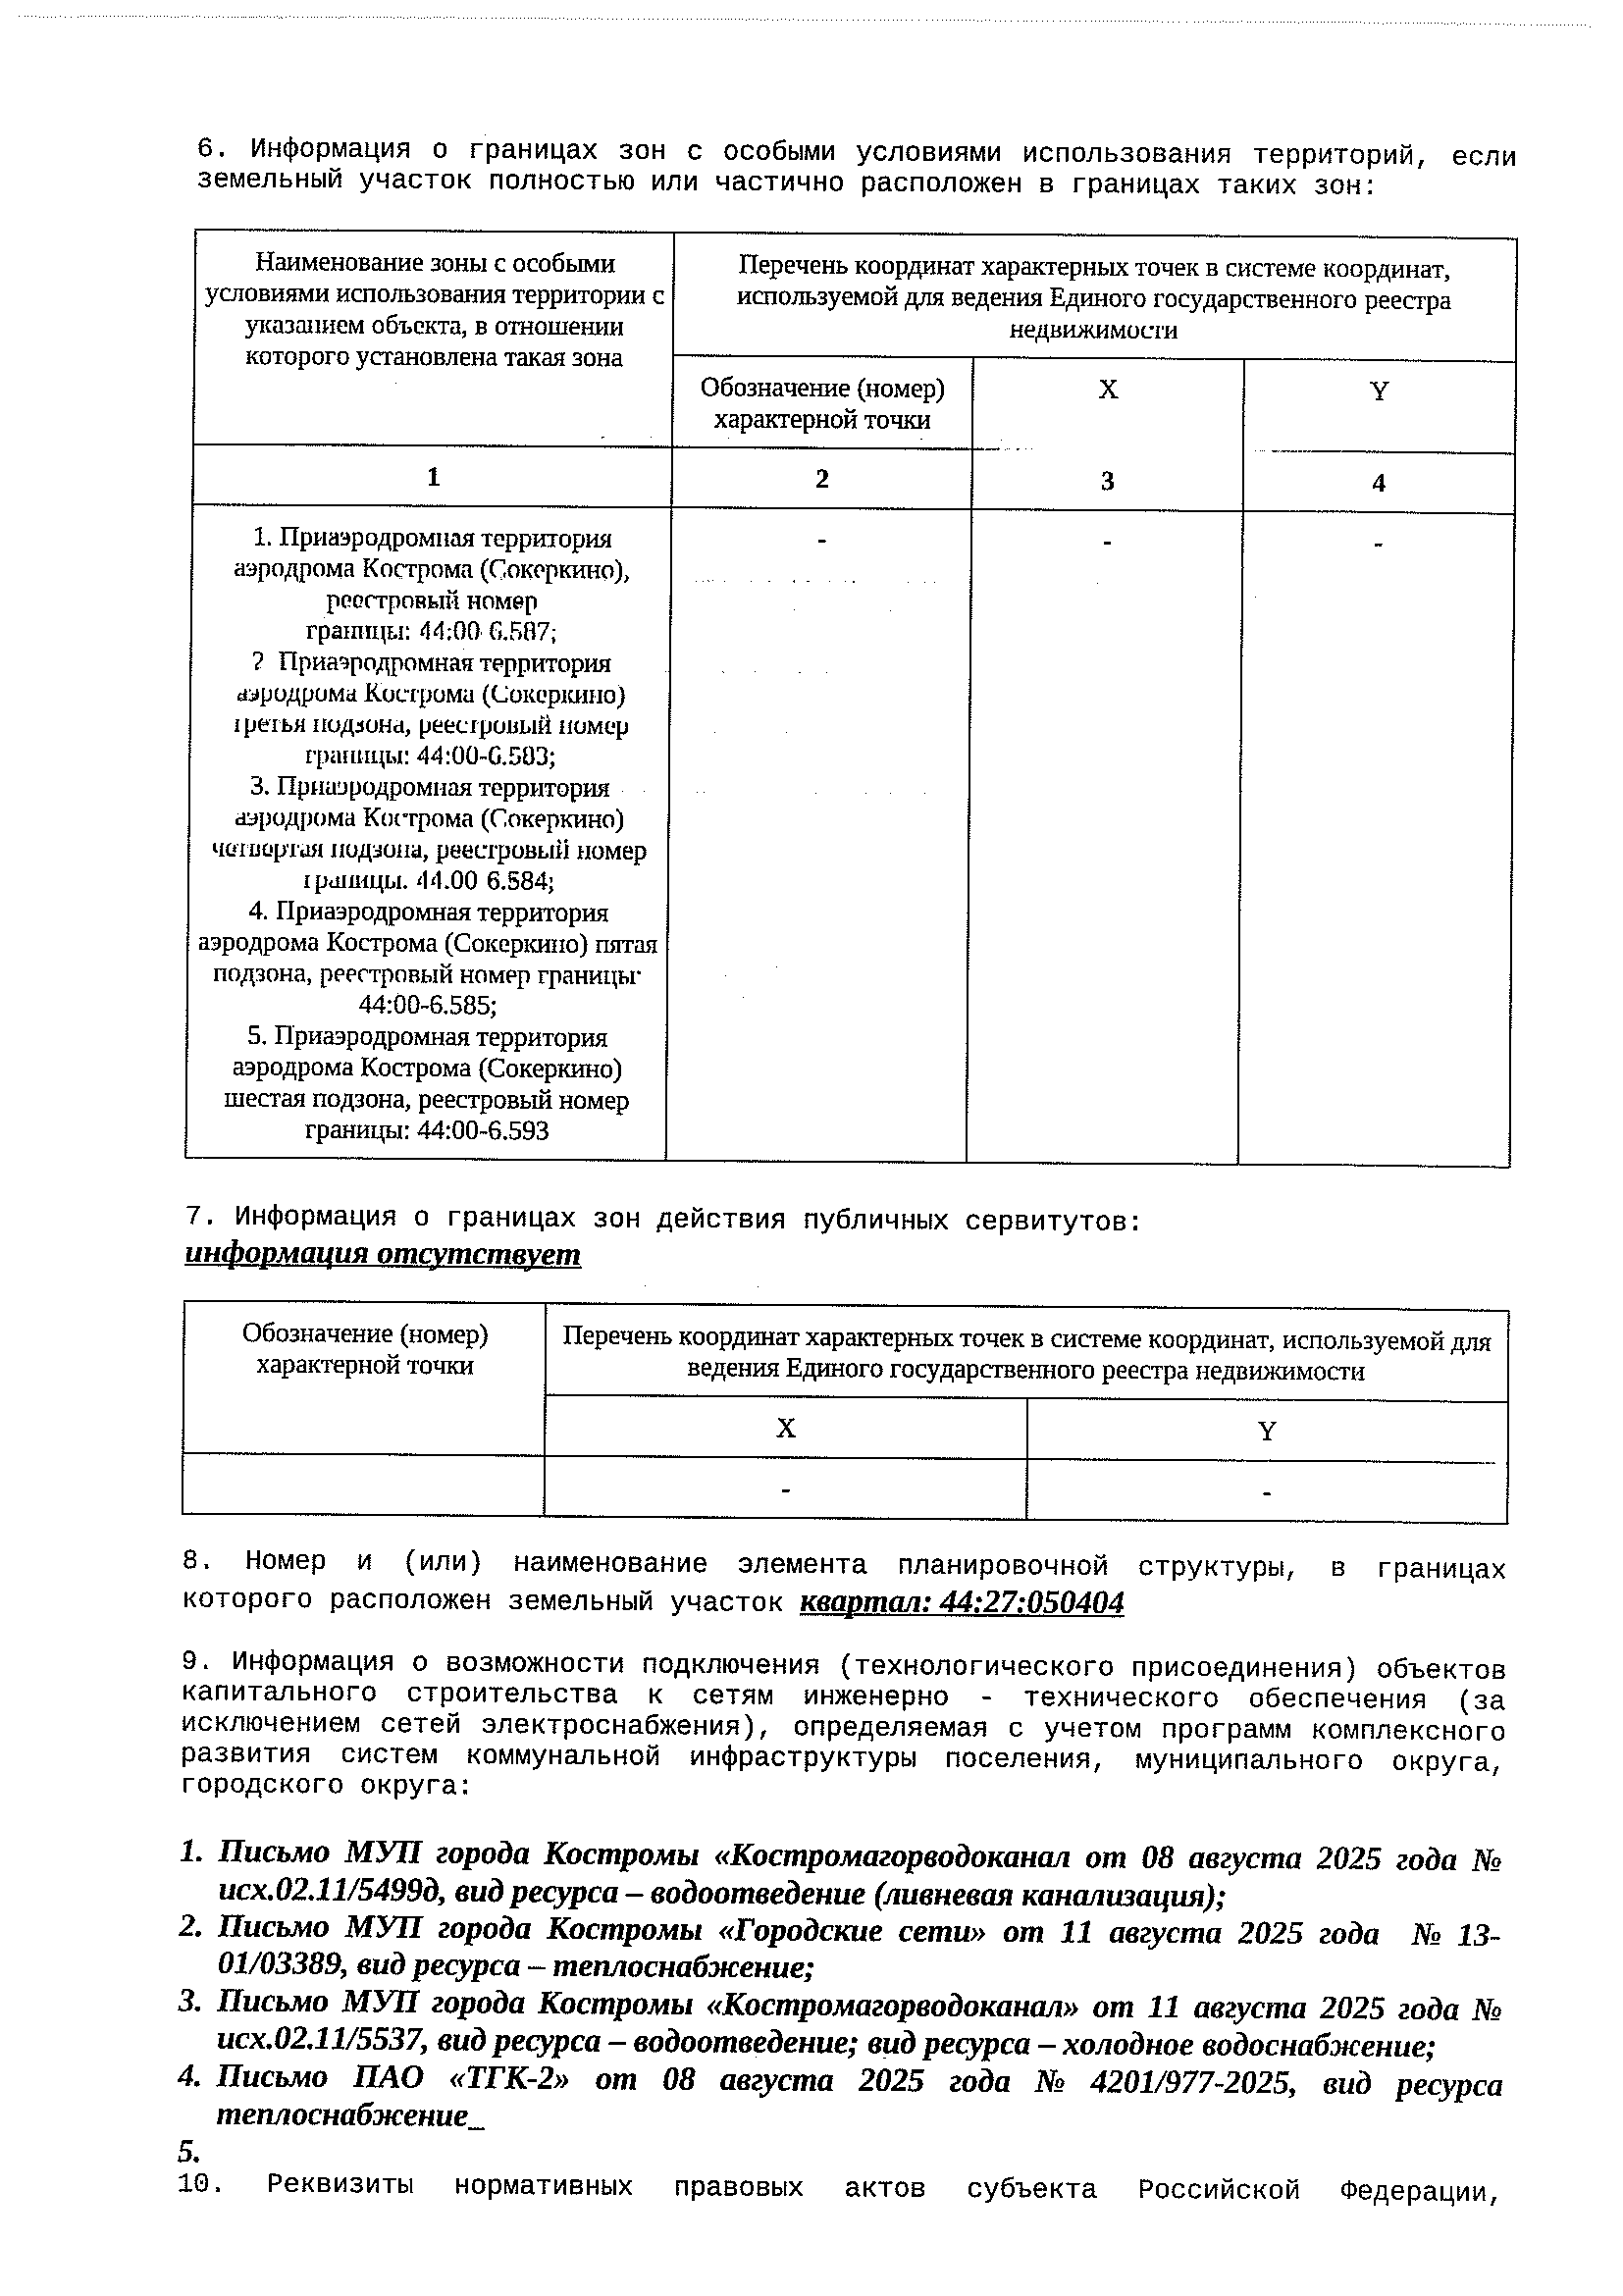 6. Информация о границах зон с особыми условиями использования территорий, если
земельный участок полностью или частично расположен в границах таких зон:
Наименование зоны с особыми
условиями использования территории с
указанием объекта, в отношении
которого установлена такая зона
Перечень координат характерных точек в системе координат,
используемой для ведения Единого государственного реестра
недвижимости
Обозначение (номер)
характерной точки
X
Y
1
2
3
4
1. Приаэродромная территория
аэродрома Кострома (Сокеркино),
реестровый номер
границы: 44:00-6.587;
2. Приаэродромная территория
аэродрома Кострома (Сокеркино)
третья подзона, реестровый номер
границы: 44:00-6.583;
3. Приаэродромная территория
аэродрома Кострома (Сокеркино)
четвертая подзона, реестровый номер
границы: 44:00-6.584;
4. Приаэродромная территория
аэродрома Кострома (Сокеркино) пятая
подзона, реестровый номер границы:
44:00-6.585;
5. Приаэродромная территория
аэродрома Кострома (Сокеркино)
шестая подзона, реестровый номер
границы: 44:00-6.593
-
-
-
7. Информация о границах зон действия публичных сервитутов:
информация отсутствует
Обозначение (номер)
характерной точки
Перечень координат характерных точек в системе координат, используемой для
ведения Единого государственного реестра недвижимости
X
Y
-
-
8. Номер и (или) наименование элемента планировочной структуры, в границах
которого расположен земельный участок квартал: 44:27:050404
9. Информация о возможности подключения (технологического присоединения) объектов
капитального строительства к сетям инженерно - технического обеспечения (за
исключением сетей электроснабжения), определяемая с учетом программ комплексного
развития систем коммунальной инфраструктуры поселения, муниципального округа,
городского округа:
1. Письмо МУП города Костромы «Костромагорводоканал от 08 августа 2025 года №
исх.02.11/5499д, вид ресурса – водоотведение (ливневая канализация);
2. Письмо МУП города Костромы «Городские сети» от 11 августа 2025 года № 13-
01/03389, вид ресурса – теплоснабжение;
3. Письмо МУП города Костромы «Костромагорводоканал» от 11 августа 2025 года №
исх.02.11/5537, вид ресурса – водоотведение; вид ресурса – холодное водоснабжение;
4. Письмо ПАО «ТГК-2» от 08 августа 2025 года № 4201/977-2025, вид ресурса
теплоснабжение_
5.
10. Реквизиты нормативных правовых актов субъекта Российской Федерации,